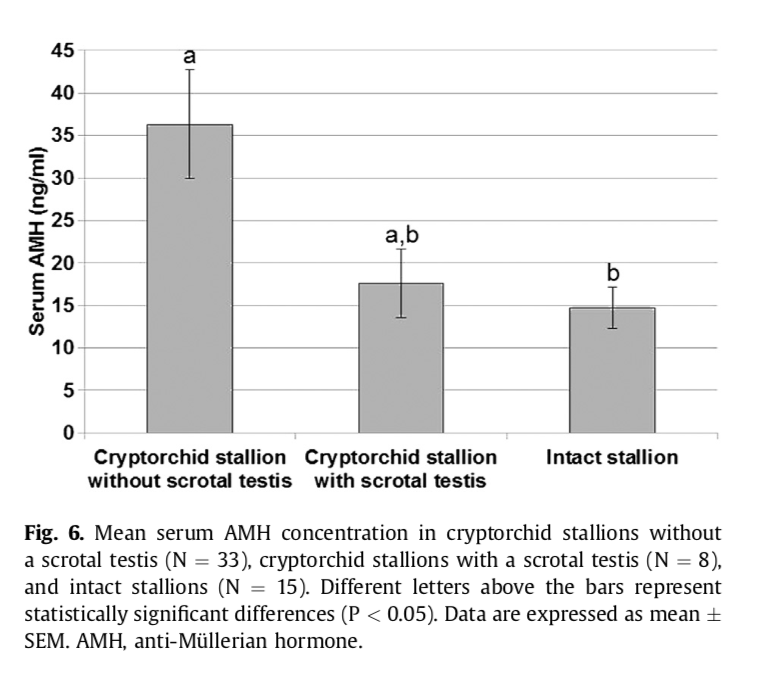 45
40
35
30
25
20
15
10
5
0
Serum AMH (ng/ml)
a
a,b
b
Cryptorchid stallion
without scrotal testis
Cryptorchid stallion
with scrotal testis
Intact stallion
Fig. 6. Mean serum AMH concentration in cryptorchid stallions without
a scrotal testis (N = 33), cryptorchid stallions with a scrotal testis (N = 8),
and intact stallions (N = 15). Different letters above the bars represent
statistically significant differences (P < 0.05). Data are expressed as mean ±
SEM. AMH, anti-Müllerian hormone.